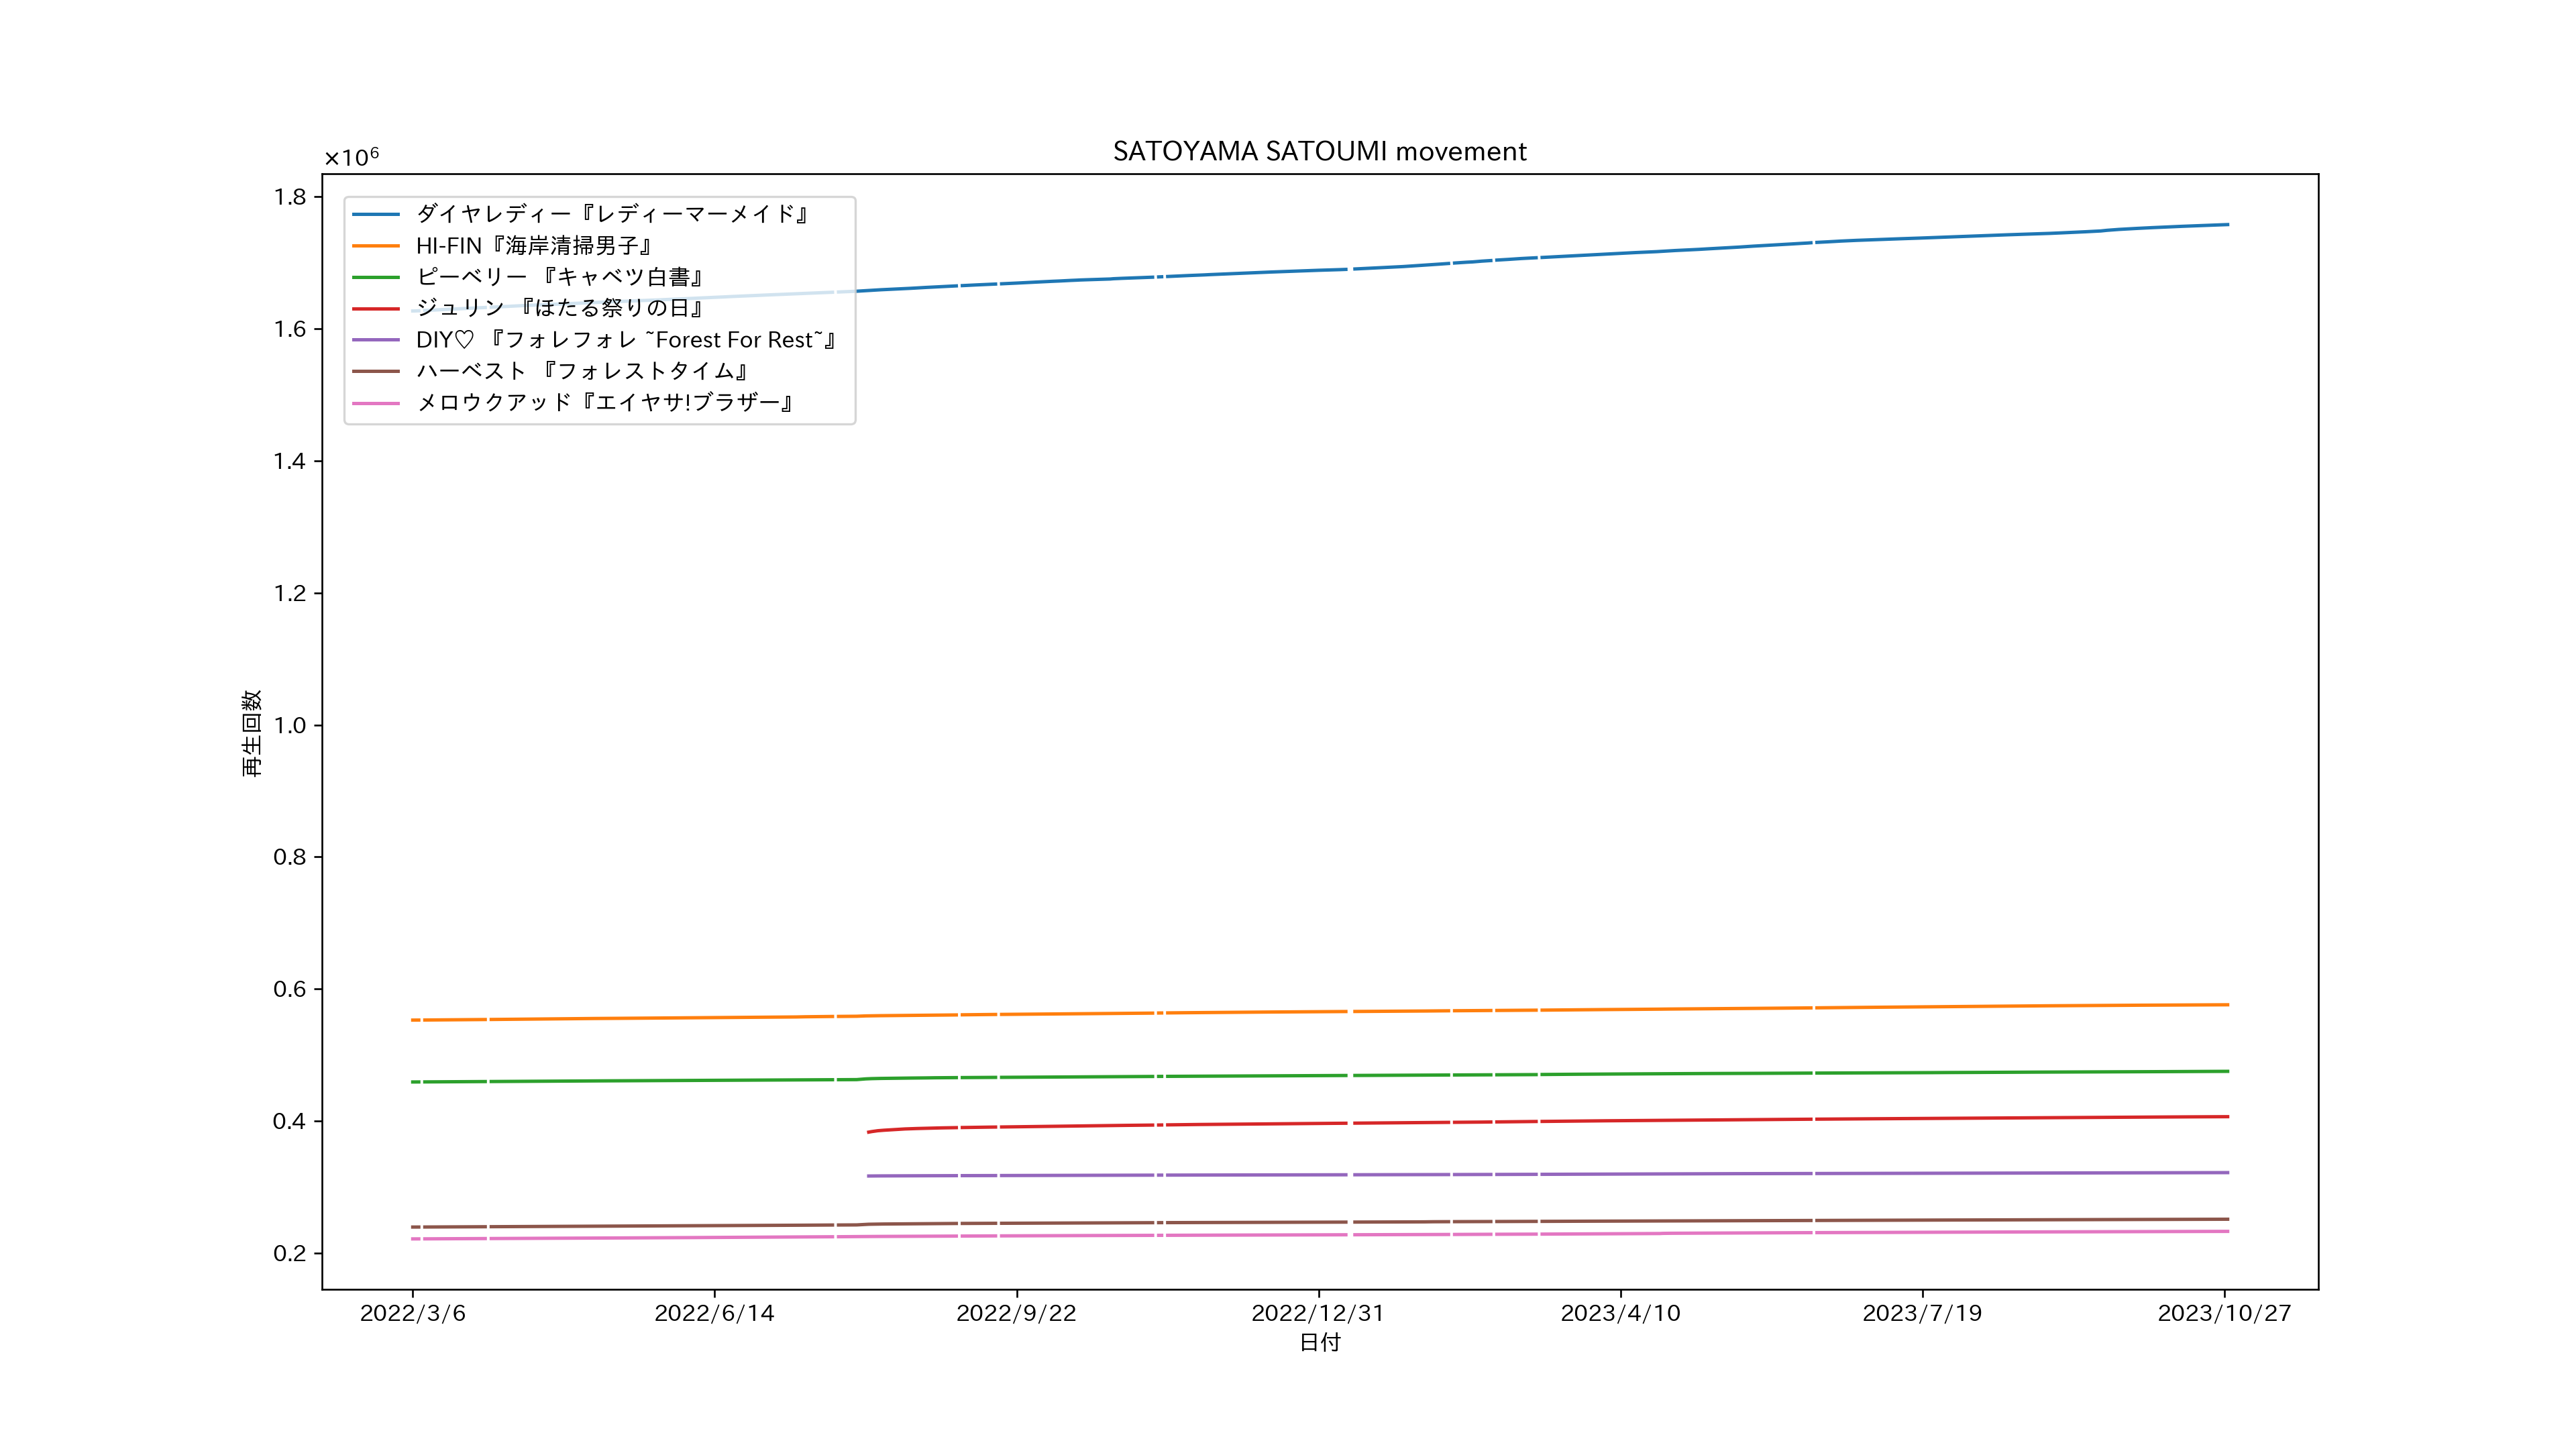 SATOYAMA SATOUMI movement
×10⁶
1.8
1.6
1.4
1.2
1.0
0.8
0.6
0.4
0.2
再生回数
ダイヤレディー『レディーマーメイド』
HI-FIN『海岸清掃男子』
ピーベリー 『キャベツ白書』
ジュリン 『ほたる祭りの日』
DIY♡ 『フォレフォレ ~Forest For Rest~』
ハーベスト 『フォレストタイム』
メロウクアッド『エイヤサ!ブラザー』
2022/3/6 2022/6/14 2022/9/22 2022/12/31 2023/4/10 2023/7/19 2023/10/27
日付